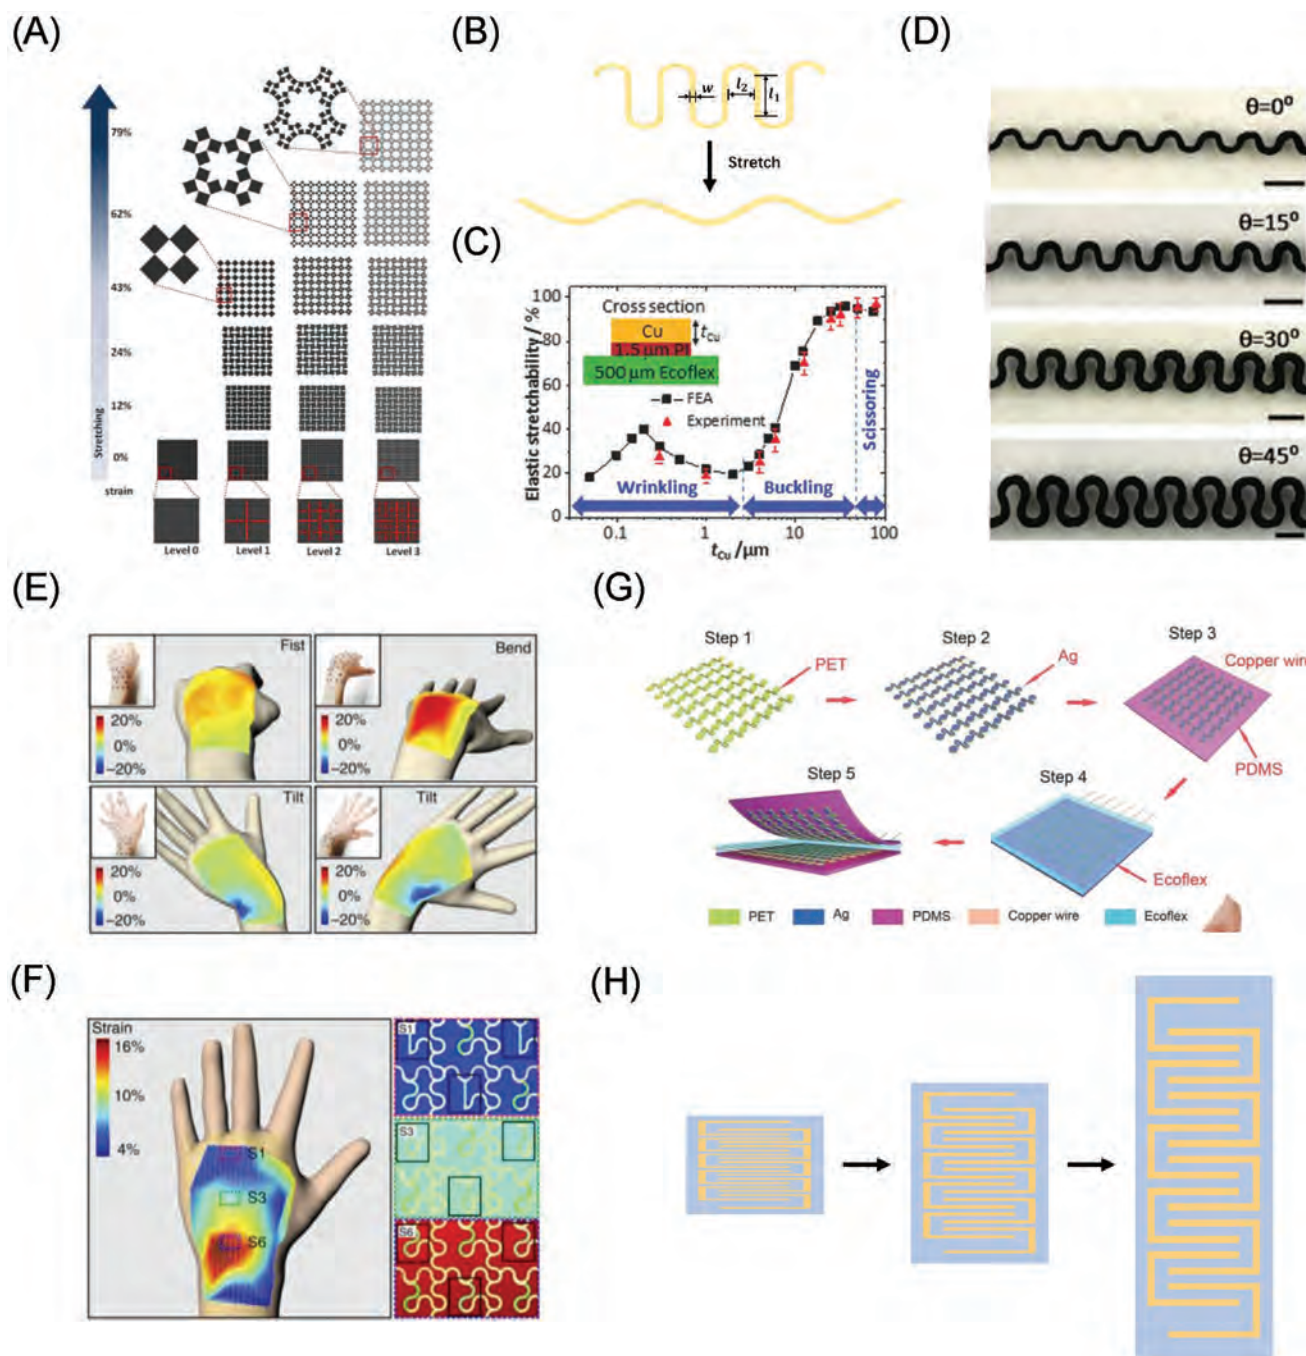 (A)
79%
62%
43%
24%
12%
0%
strain
Stretching
Level 0
Level 1
Level 2
Level 3
(B)
w
l₂
l₁
Stretch
(C)
Elastic stretchability / %
100
80
60
40
20
0
Cross section
Cu
t_Cu
1.5 μm PI
500 μm Ecoflex
FEA
Experiment
Wrinkling
Buckling
Scissoring
0.1
1
10
100
t_Cu /μm
(D)
θ=0°
θ=15°
θ=30°
θ=45°
(E)
Fist
20%
0%
−20%
Bend
20%
0%
−20%
Tilt
20%
0%
−20%
Tilt
20%
0%
−20%
(G)
Step 1
PET
Step 2
Ag
Step 3
Copper wire
PDMS
Step 5
Step 4
Ecoflex
PET
Ag
PDMS
Copper wire
Ecoflex
(F)
Strain
16%
10%
4%
S1
S3
S6
S1
S3
S6
(H)